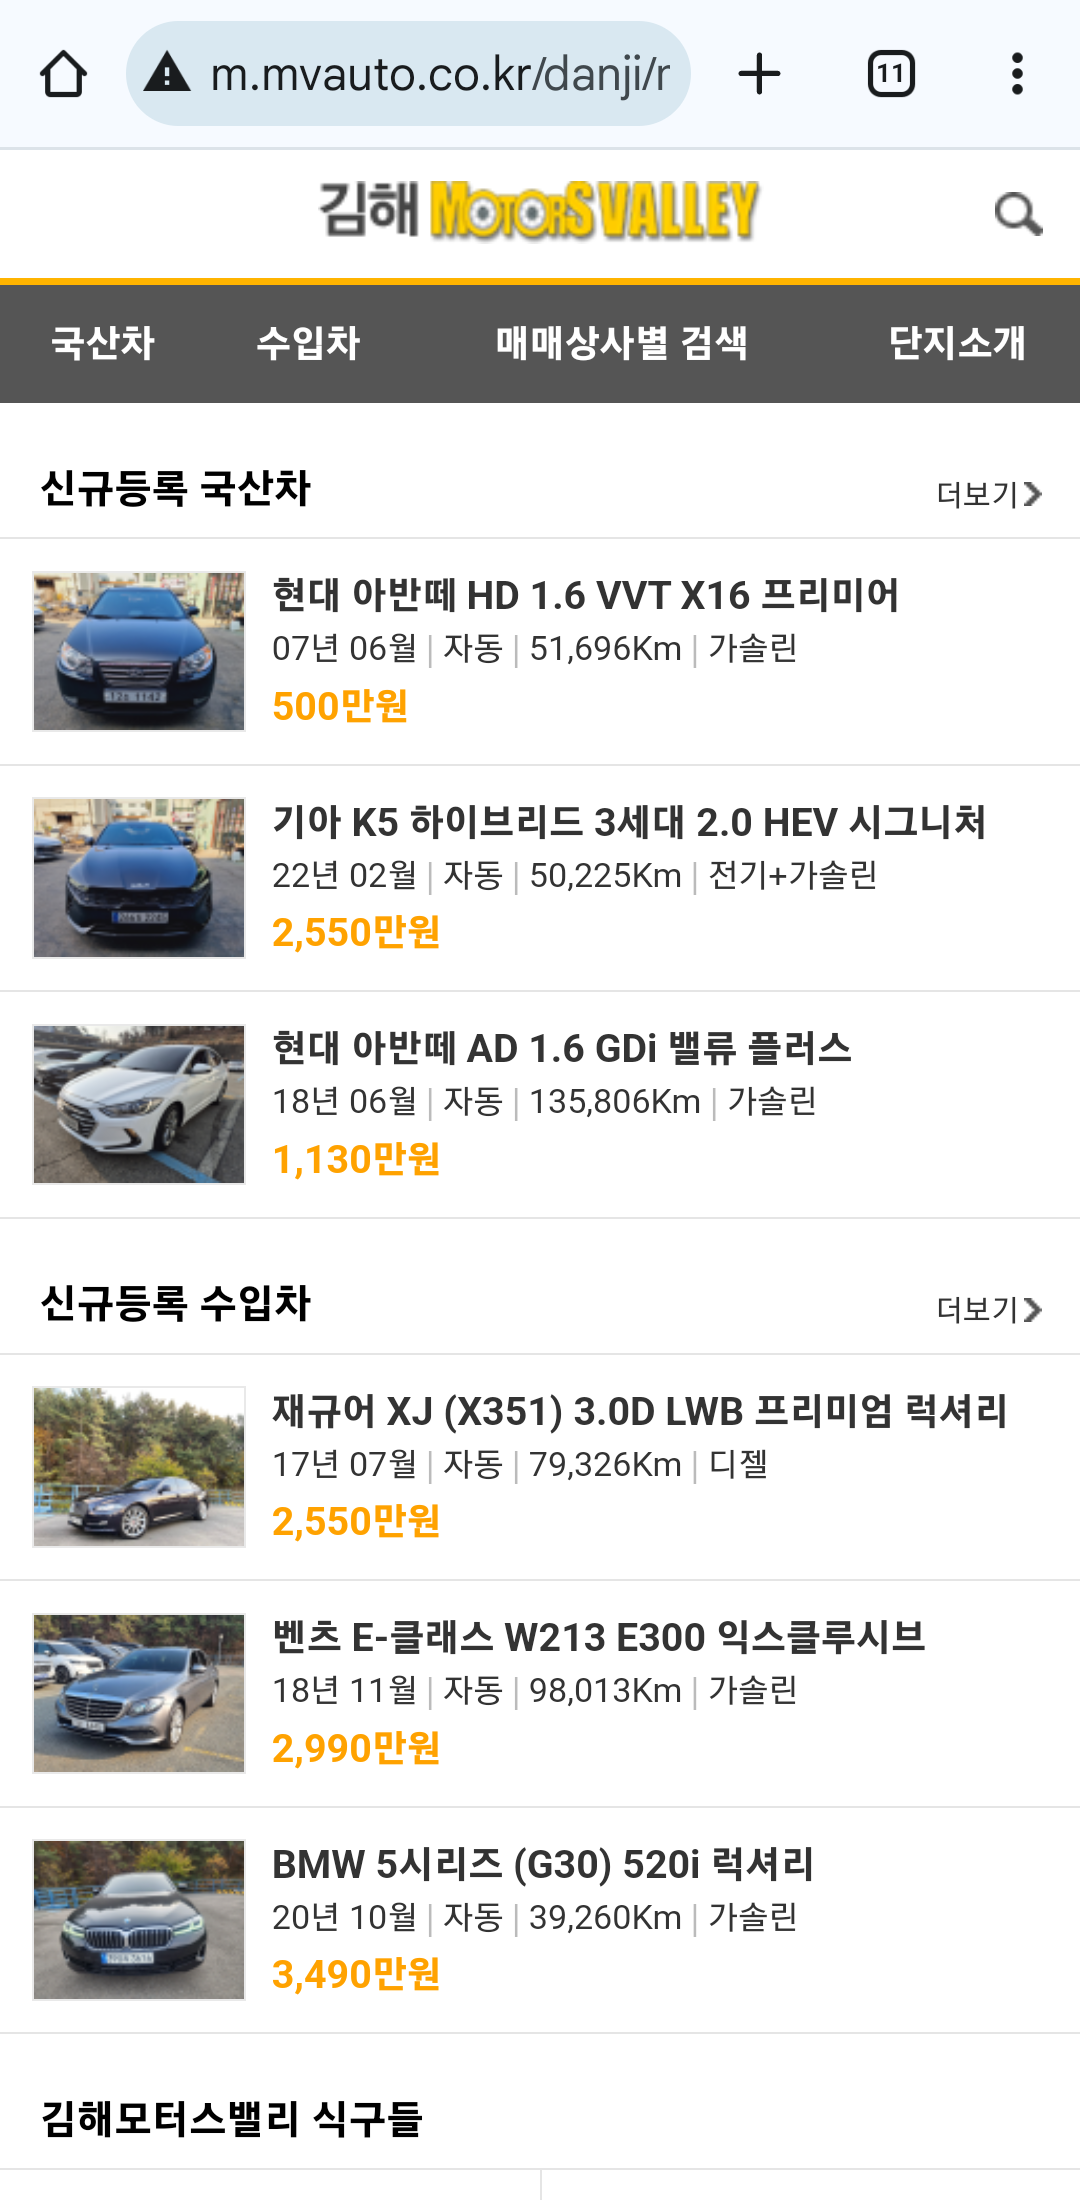 m.mvauto.co.kr/danji/r
11
김해 MOTORSVALLEY
국산차 수입차 매매상사별 검색 단지소개
신규등록 국산차 더보기
현대 아반떼 HD 1.6 VVT X16 프리미어
07년 06월 | 자동 | 51,696Km | 가솔린
500만원
기아 K5 하이브리드 3세대 2.0 HEV 시그니처
22년 02월 | 자동 | 50,225Km | 전기+가솔린
2,550만원
현대 아반떼 AD 1.6 GDi 밸류 플러스
18년 06월 | 자동 | 135,806Km | 가솔린
1,130만원
신규등록 수입차 더보기
재규어 XJ (X351) 3.0D LWB 프리미엄 럭셔리
17년 07월 | 자동 | 79,326Km | 디젤
2,550만원
벤츠 E-클래스 W213 E300 익스클루시브
18년 11월 | 자동 | 98,013Km | 가솔린
2,990만원
BMW 5시리즈 (G30) 520i 럭셔리
20년 10월 | 자동 | 39,260Km | 가솔린
3,490만원
김해모터스밸리 식구들